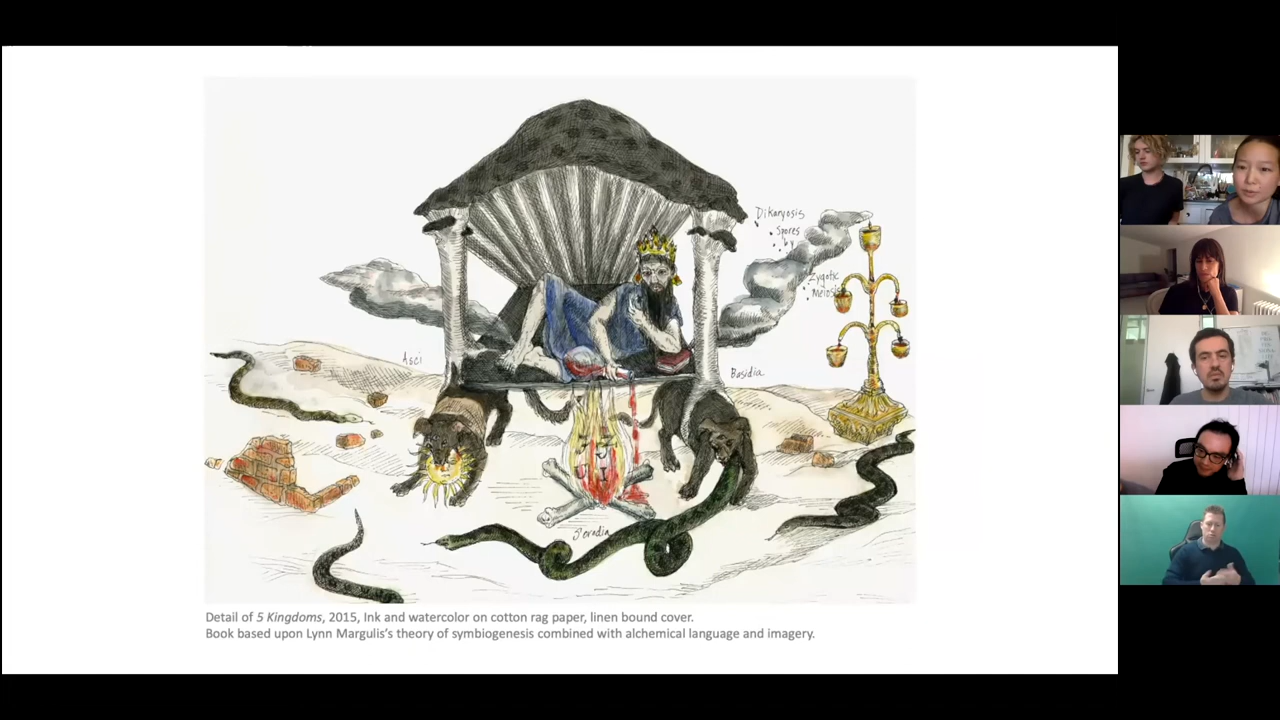 Dikaryosis
Spores
by
Zygotic
Meiosis
Asci
Basidia
Soredia
Detail of 5 Kingdoms, 2015, Ink and watercolor on cotton rag paper, linen bound cover.
Book based upon Lynn Margulis’s theory of symbiogenesis combined with alchemical language and imagery.